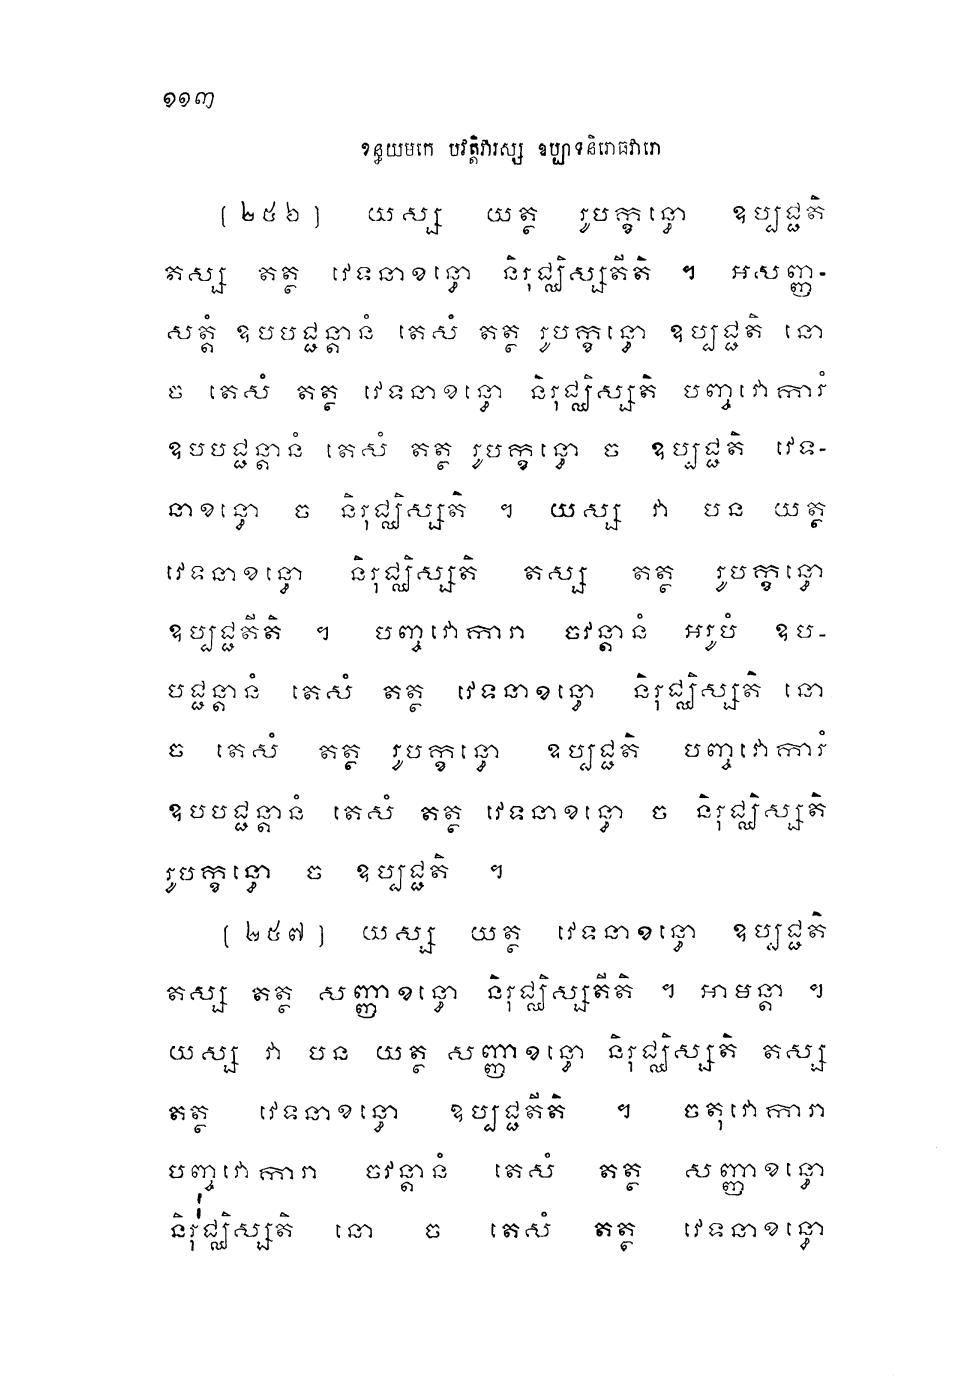 ១១៣
ខន្ធយមកេ បវត្តិវារស្ស ឧប្បាទនិរោធវារោ
( ២៥៦ ) យស្ស យត្ថ រូបក្ខន្ធោ ឧប្បជ្ជតិ
តស្ស តត្ថ វេទនាខន្ធោ និរុជ្ឈិស្សតីតិ ។ អសញ្ញ-
សត្តំ ឧបបជ្ជន្តានំ តេសំ តត្ថ រូបក្ខន្ធោ ឧប្បជ្ជតិ នោ
ច តេសំ តត្ថ វេទនាខន្ធោ និរុជ្ឈិស្សតិ បញ្ចវោការំ
ឧបបជ្ជន្តានំ តេសំ តត្ថ រូបក្ខន្ធោ ច ឧប្បជ្ជតិ វេទ-
នាខន្ធោ ច និរុជ្ឈិស្សតិ ។ យស្ស វា បន យត្ថ
វេទនាខន្ធោ និរុជ្ឈិស្សតិ តស្ស តត្ថ រូបក្ខន្ធោ
ឧប្បជ្ជតីតិ ។ បញ្ចវោការា ចវន្តានំ អរូបំ ឧប-
បជ្ជន្តានំ តេសំ តត្ថ វេទនាខន្ធោ និរុជ្ឈិស្សតិ នោ
ច តេសំ តត្ថ រូបក្ខន្ធោ ឧប្បជ្ជតិ បញ្ចវោការំ
ឧបបជ្ជន្តានំ តេសំ តត្ថ វេទនាខន្ធោ ច និរុជ្ឈិស្សតិ
រូបក្ខន្ធោ ច ឧប្បជ្ជតិ ។
( ២៥៧ ) យស្ស យត្ថ វេទនាខន្ធោ ឧប្បជ្ជតិ
តស្ស តត្ថ សញ្ញាខន្ធោ និរុជ្ឈិស្សតីតិ ។ អាមន្តា ។
យស្ស វា បន យត្ថ សញ្ញាខន្ធោ និរុជ្ឈិស្សតិ តស្ស
តត្ថ វេទនាខន្ធោ ឧប្បជ្ជតីតិ ។ ចតុវោការា
បញ្ចវោការា ចវន្តានំ តេសំ តត្ថ សញ្ញាខន្ធោ
និរុជ្ឈិស្សតិ នោ ច តេសំ តត្ថ វេទនាខន្ធោ